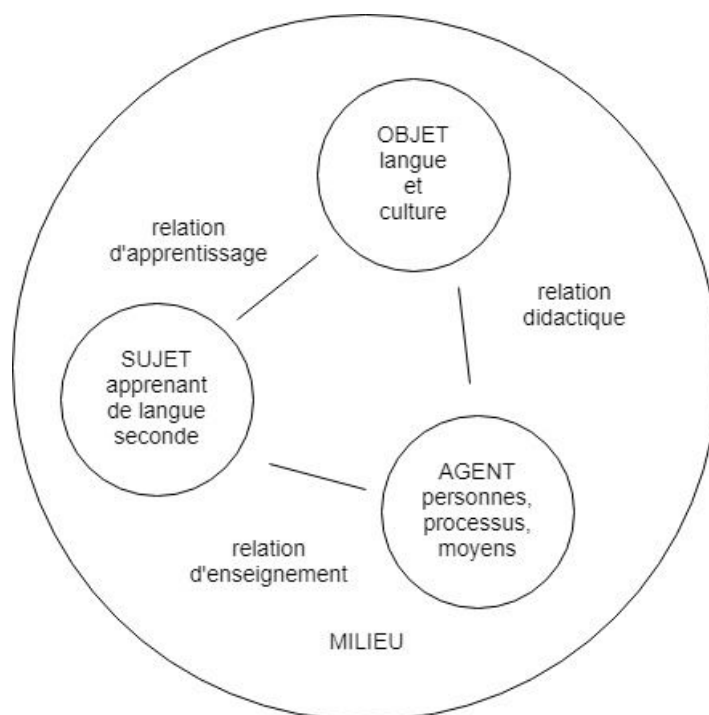 OBJET
langue
et
culture
relation
d'apprentissage
relation
didactique
SUJET
apprenant
de langue
seconde
AGENT
personnes,
processus,
moyens
relation
d'enseignement
MILIEU